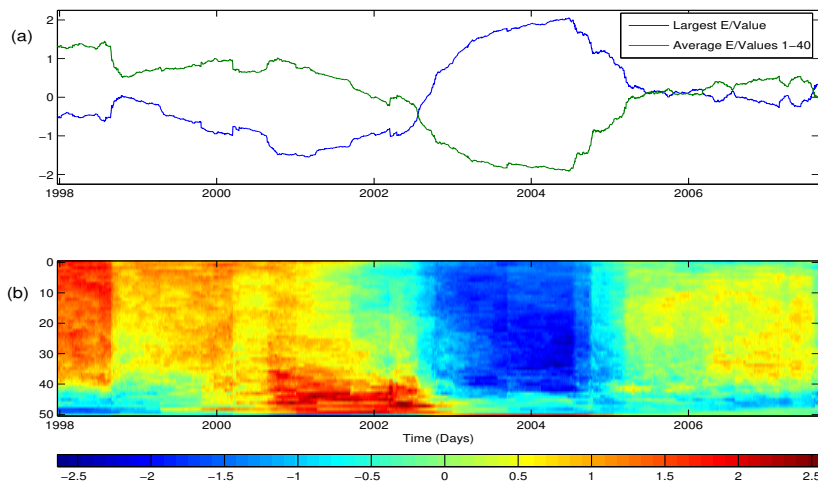 (a)
2
1
0
−1
−2
Largest E/Value
Average E/Values 1−40
1998 2000 2002 2004 2006
(b)
0
10
20
30
40
50
1998 2000 2002 2004 2006
Time (Days)
−2.5 −2 −1.5 −1 −0.5 0 0.5 1 1.5 2 2.5